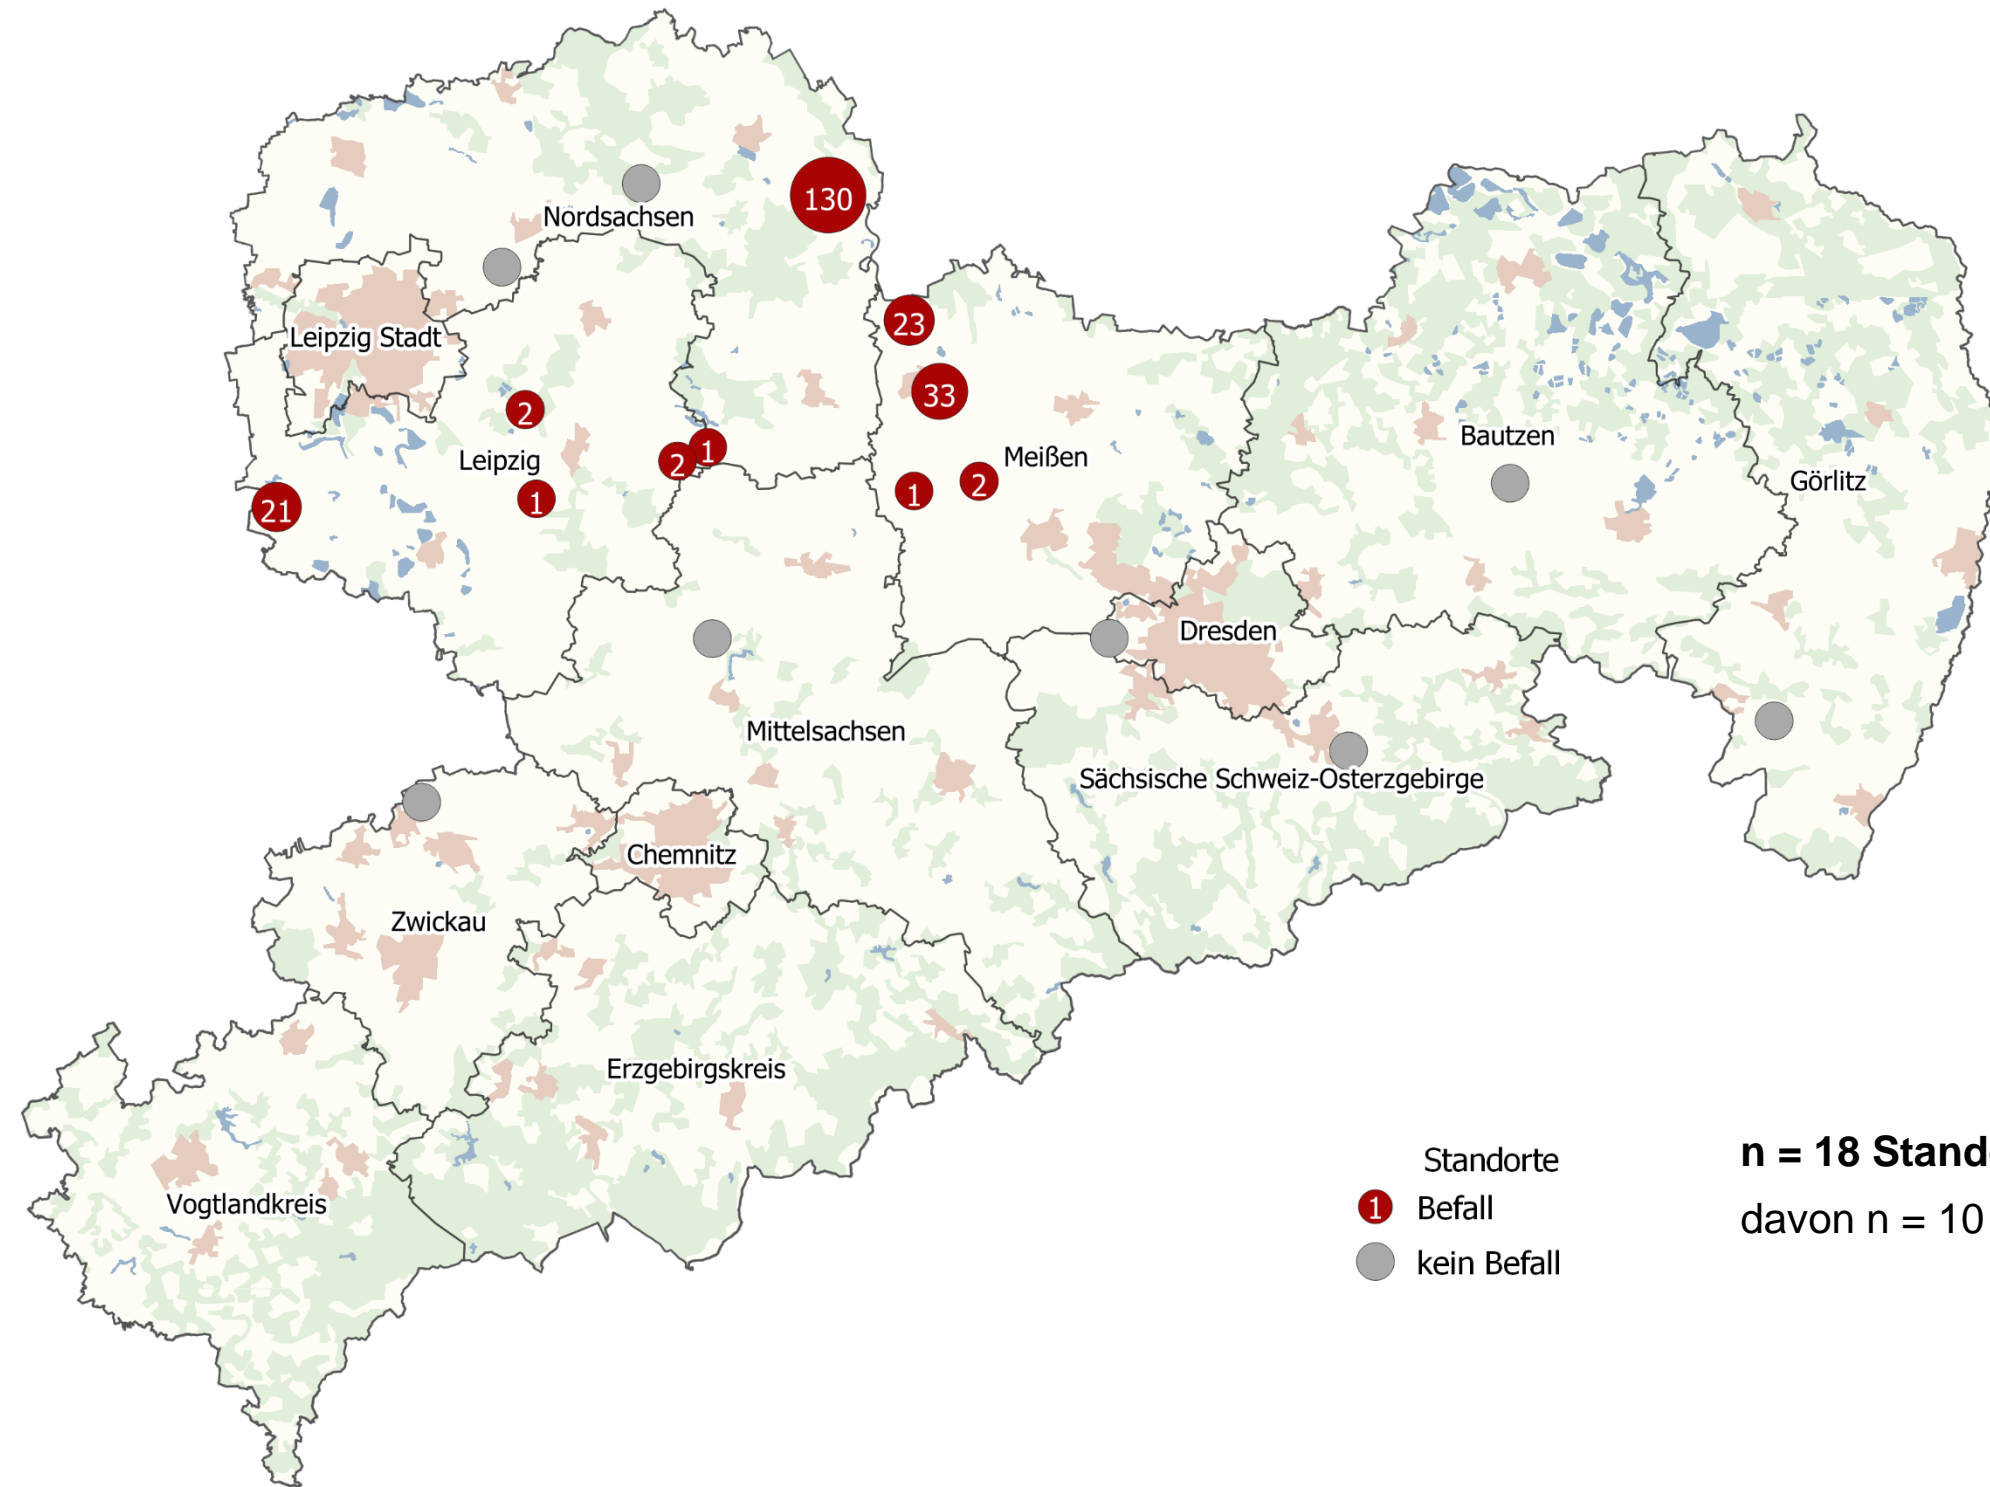 130
Nordsachsen
23
Leipzig Stadt
33
2
Bautzen
1
Leipzig
2
Meißen
Görlitz
2
1
1
21
Dresden
Mittelsachsen
Sächsische Schweiz-Osterzgebirge
Chemnitz
Zwickau
Erzgebirgskreis
Vogtlandkreis
Standorte
1 Befall
kein Befall
n = 18
davon n = 10